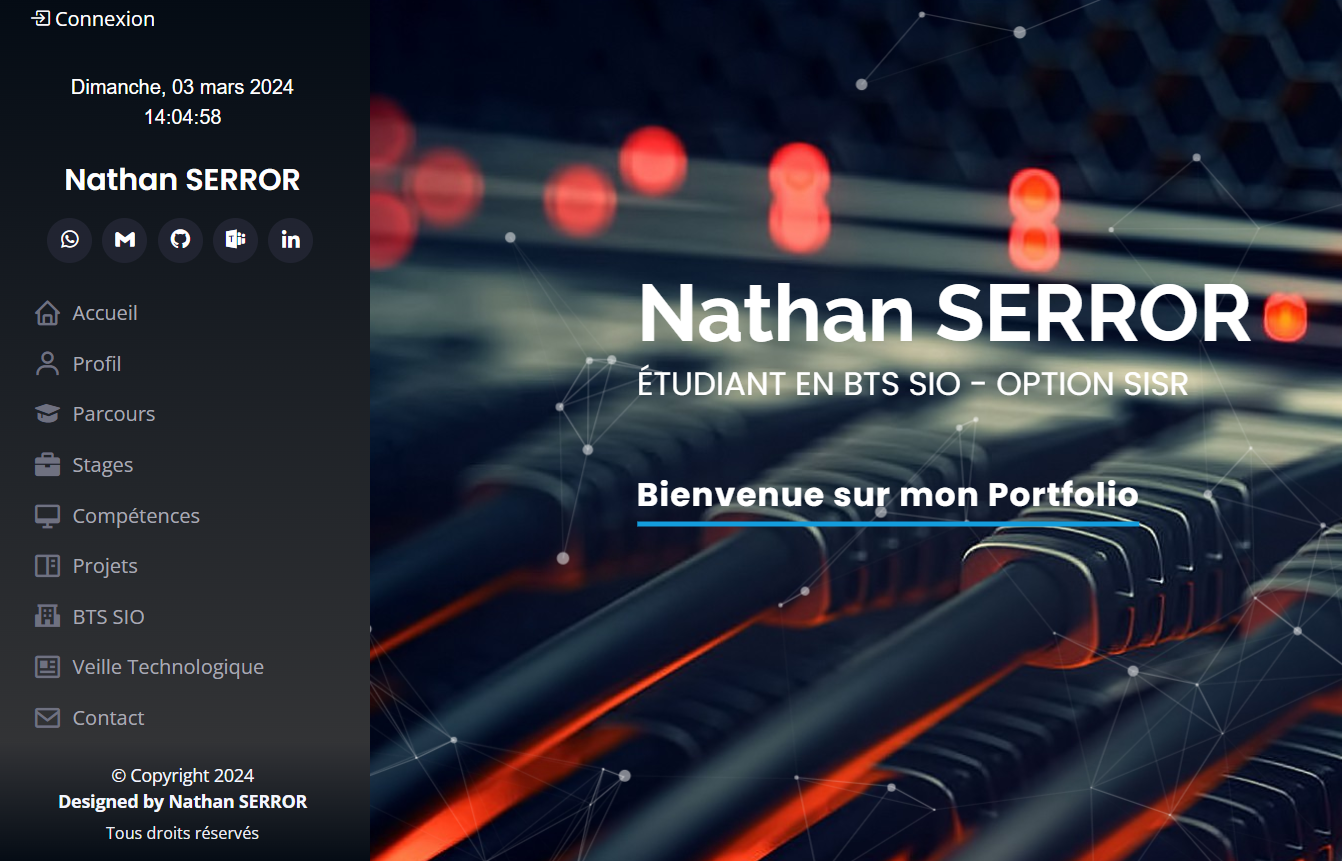 Connexion
Dimanche, 03 mars 2024
14:04:58
Nathan SERROR
Accueil
Profil
Parcours
Stages
Compétences
Projets
BTS SIO
Veille Technologique
Contact
© Copyright 2024
Designed by Nathan SERROR
Tous droits réservés
Nathan SERROR
ÉTUDIANT EN BTS SIO - OPTION SISR
Bienvenue sur mon Portfolio